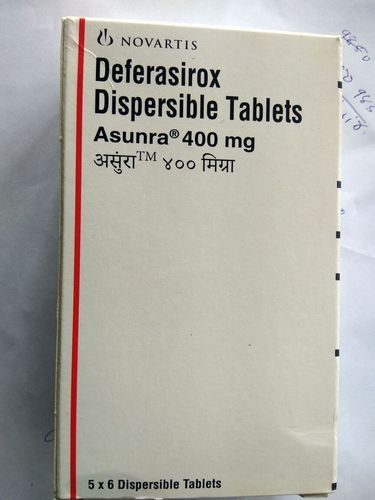 NOVARTIS
Deferasirox
Dispersible Tablets
Asunra® 400 mg
असुंरा™ ४०० मिग्रा
5 x 6 Dispersible Tablets